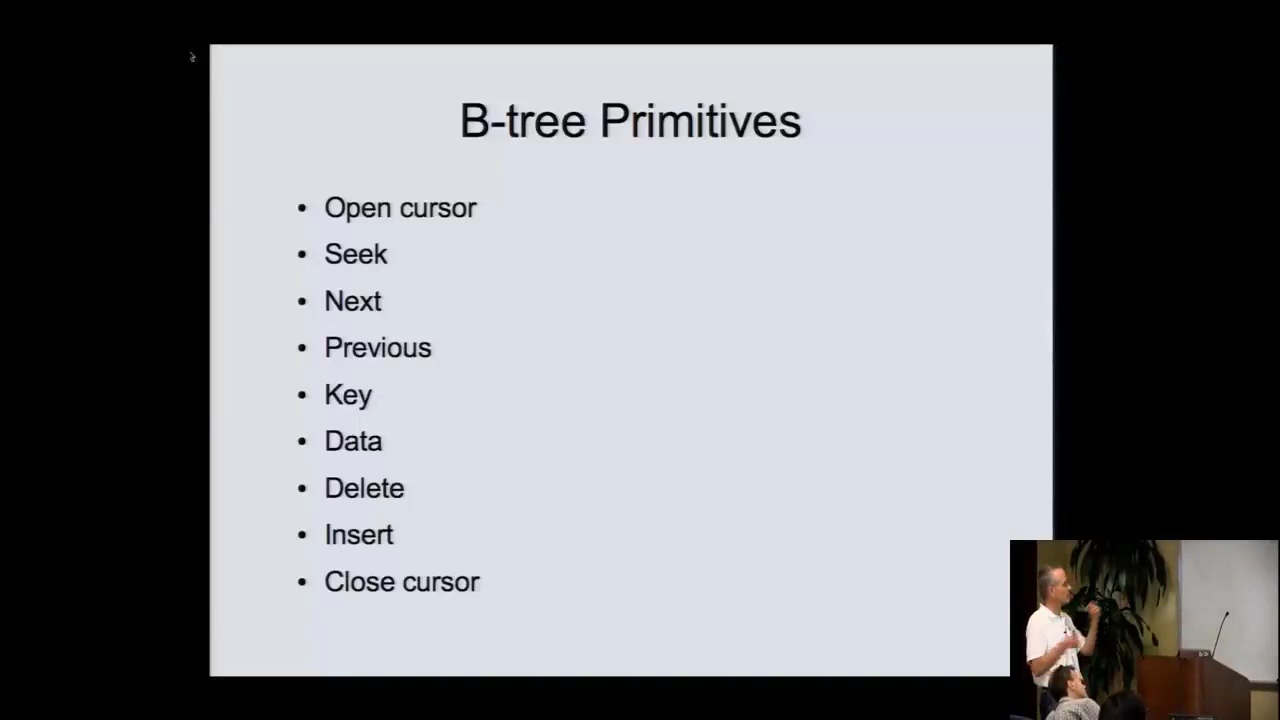 B-tree Primitives
• Open cursor
• Seek
• Next
• Previous
• Key
• Data
• Delete
• Insert
• Close cursor